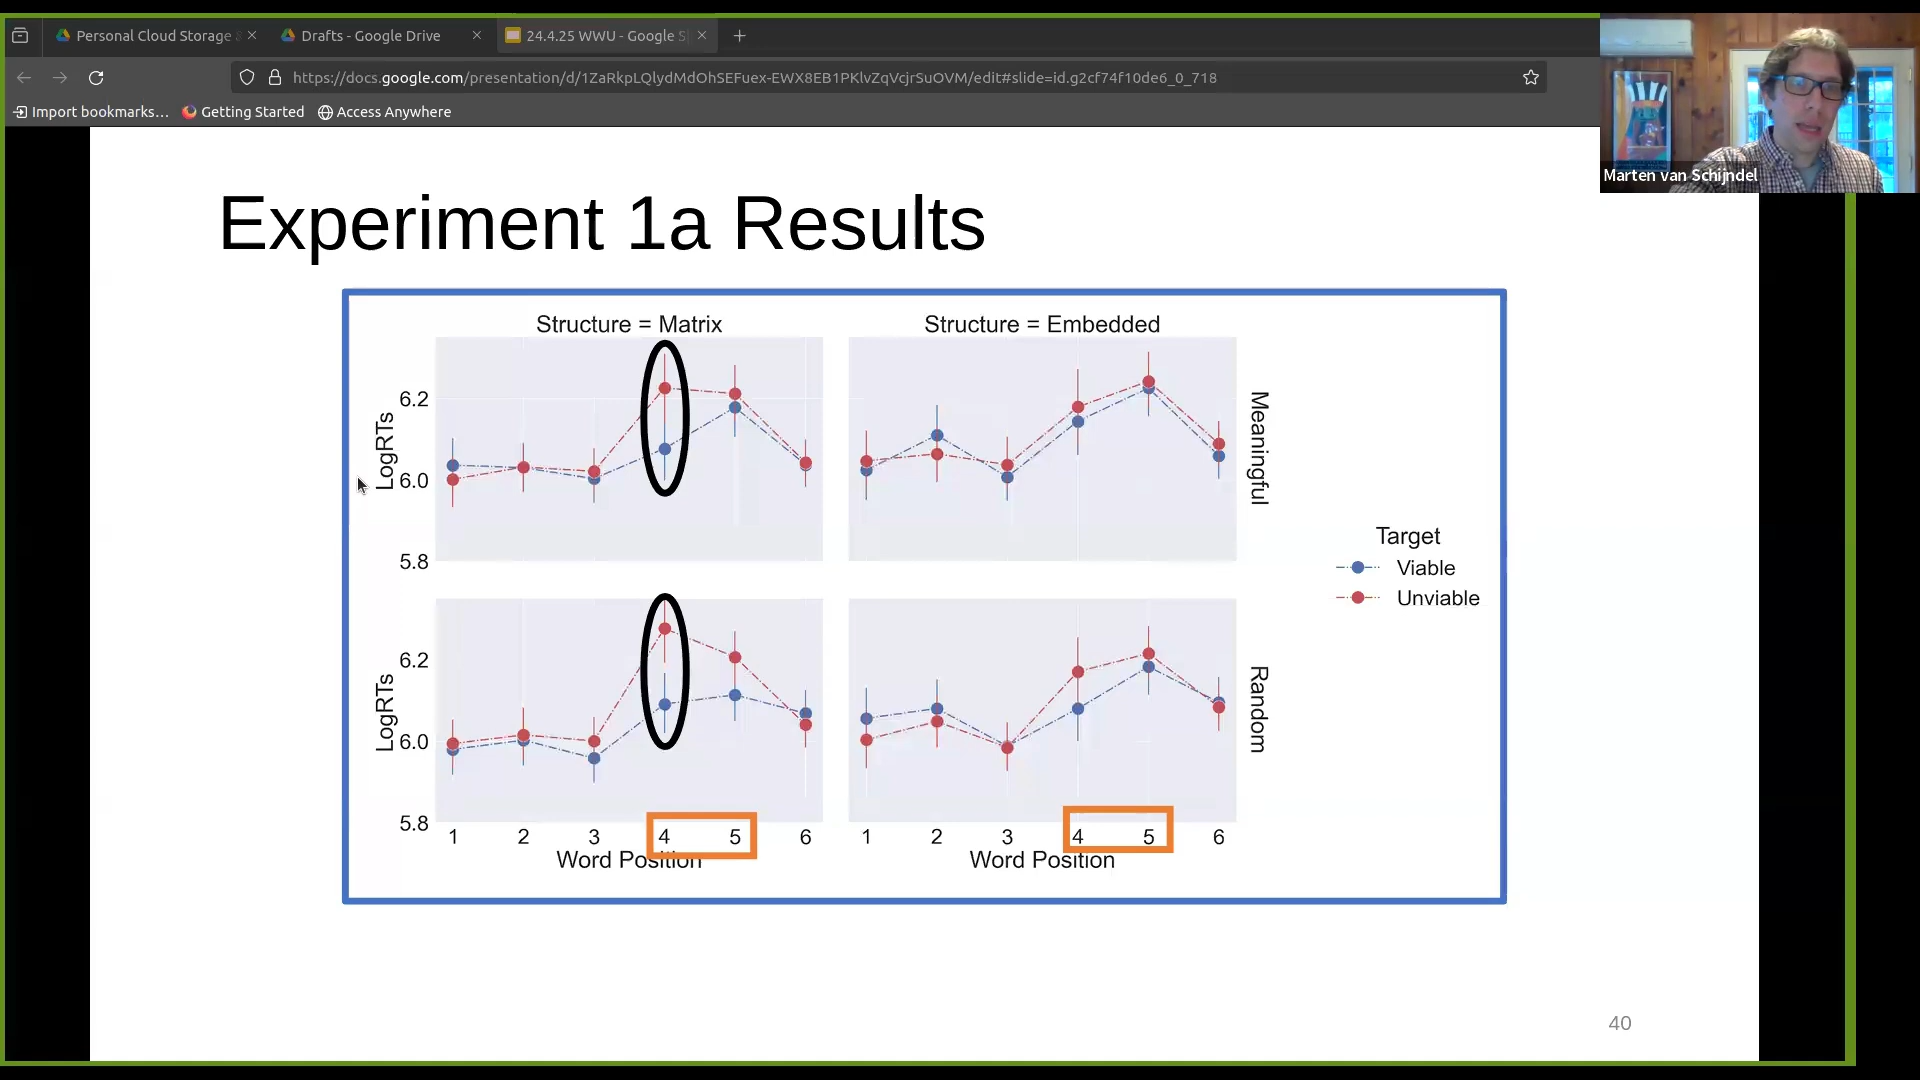 Personal Cloud Storage
Drafts - Google Drive
24.4.25 WWU - Google S
https://docs.google.com/presentation/d/1ZaRkpLQlydMdOhSEFuex-EWX8EB1PKlvZqVcjrSuOVM/edit#slide=id.g2cf74f10de6_0_718
Import bookmarks...
Getting Started
Access Anywhere
Marten van Schijndel
Experiment 1a Results
Structure = Matrix
Structure = Embedded
LogRTs
6.2
6.0
5.8
Meaningful
Target
Viable
Unviable
LogRTs
6.2
6.0
5.8
Random
1 2 3 4 5 6
1 2 3 4 5 6
Word Position
Word Position
40